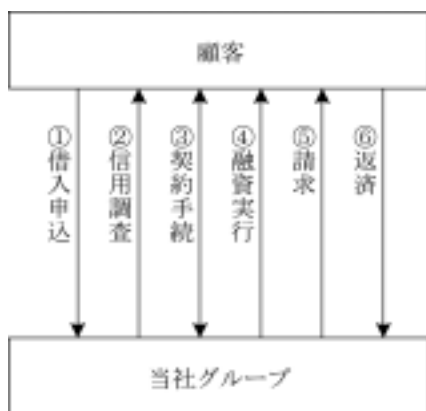 顧客
①借入申込
②信用調査
③契約手続
④融資実行
⑤請求
⑥返済
当社グループ